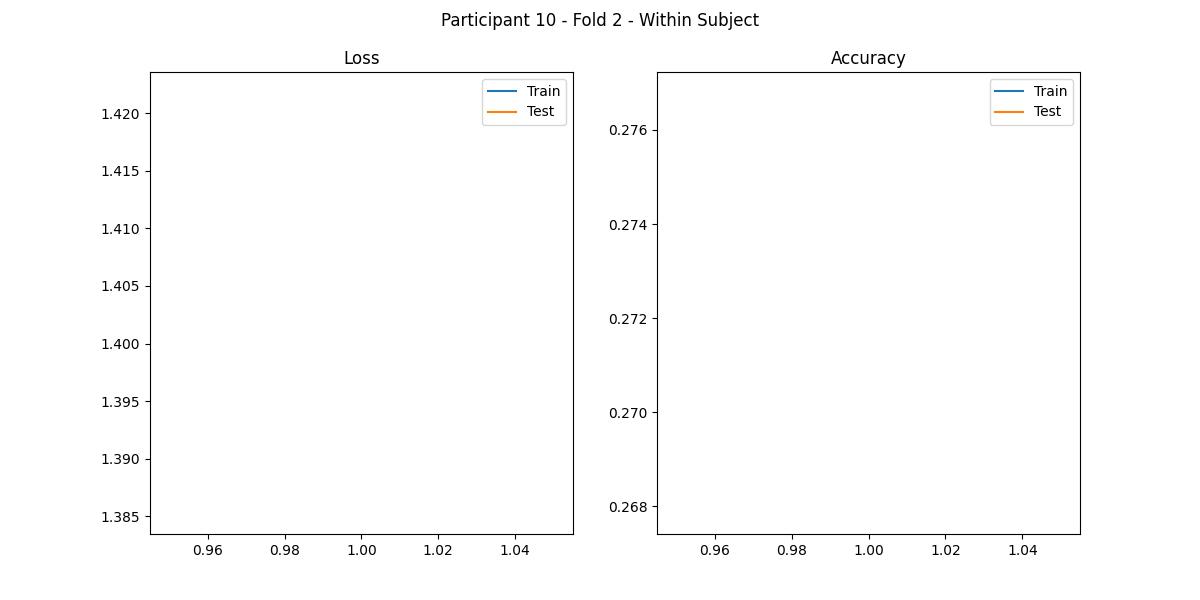 Participant 10 - Fold 2 - Within Subject
Loss
Train
Test
1.420
1.415
1.410
1.405
1.400
1.395
1.390
1.385
0.96 0.98 1.00 1.02 1.04
Accuracy
Train
Test
0.276
0.274
0.272
0.270
0.268
0.96 0.98 1.00 1.02 1.04